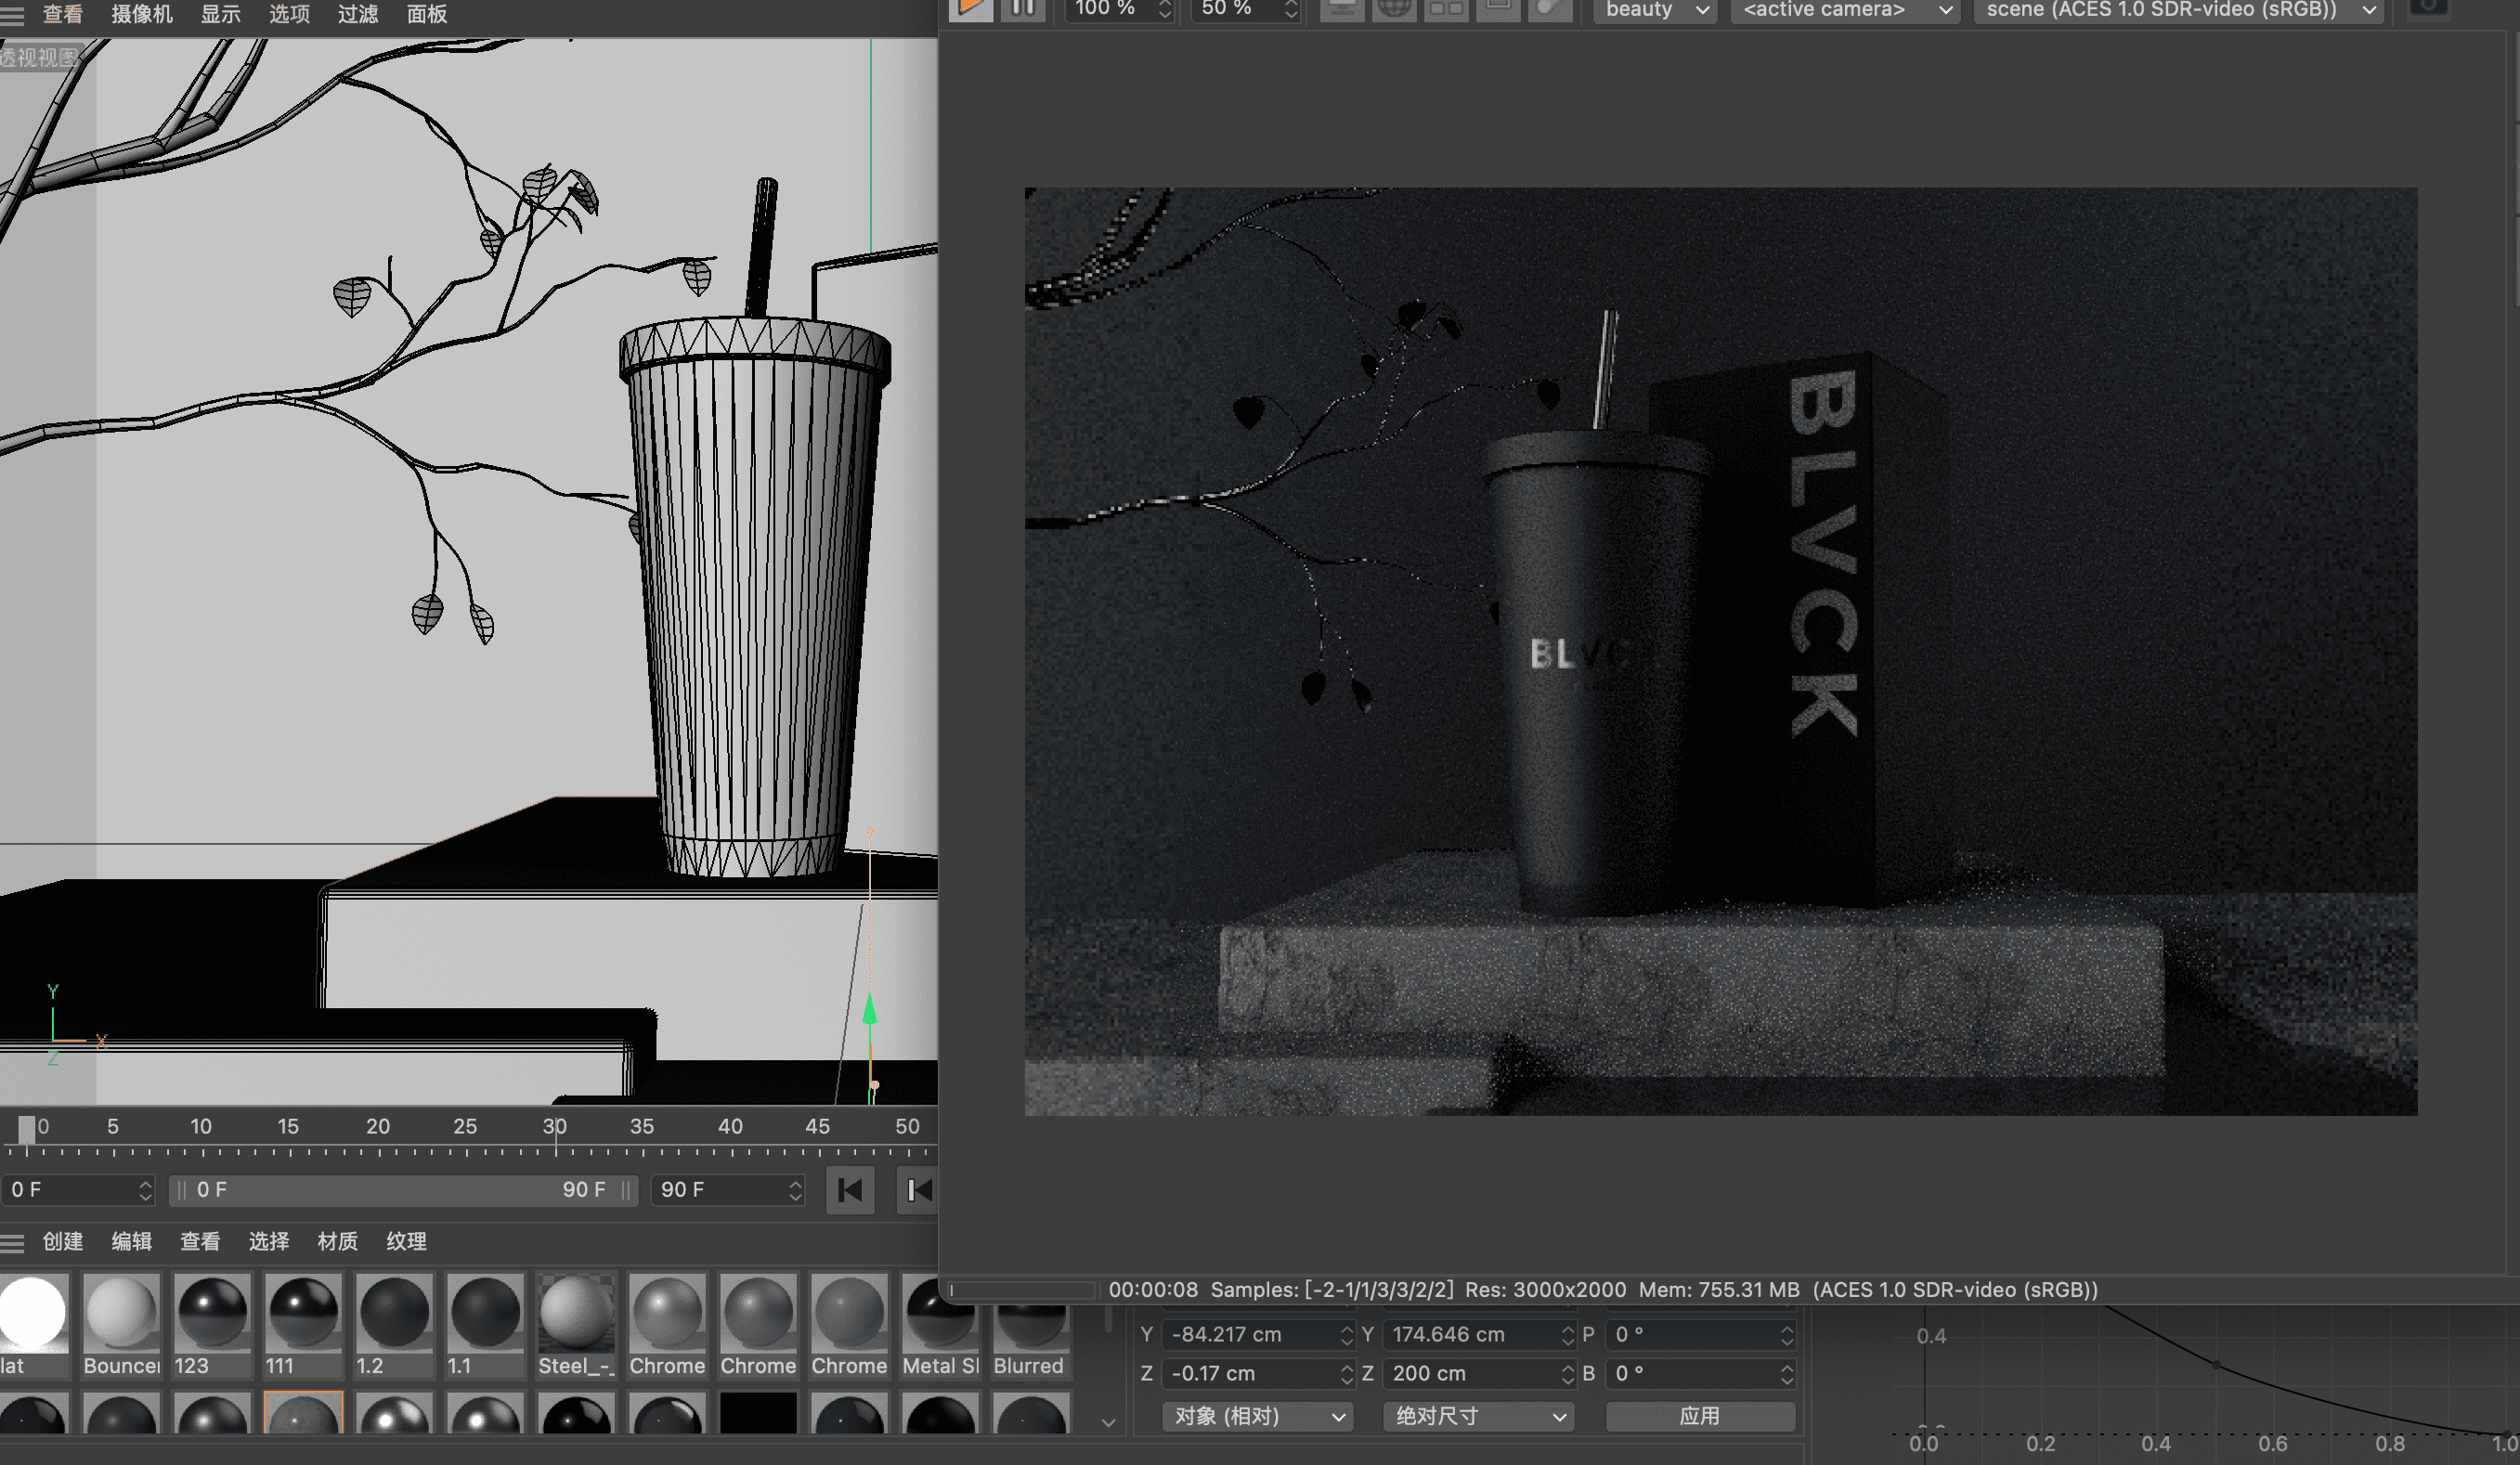 查看 摄像机 显示 选项 过滤 面板
100 % 50 % beauty <active camera> scene (ACES 1.0 SDR-video (sRGB))
透视视图
BLVCK
BLVC
Y
X
Z
0 5 10 15 20 25 30 35 40 45 50
0 F 0 F 90 F 90 F
创建 编辑 查看 选择 材质 纹理
00:00:08 Samples: [-2-1/1/3/3/2/2] Res: 3000x2000 Mem: 755.31 MB (ACES 1.0 SDR-video (sRGB))
lat Bouncer 123 111 1.2 1.1 Steel_-_ Chrome Chrome Chrome Metal Sl Blurred
Y -84.217 cm Y 174.646 cm P 0 °
Z -0.17 cm Z 200 cm B 0 °
对象 (相对) 绝对尺寸 应用
0.4
0.0 0.2 0.4 0.6 0.8 1.0